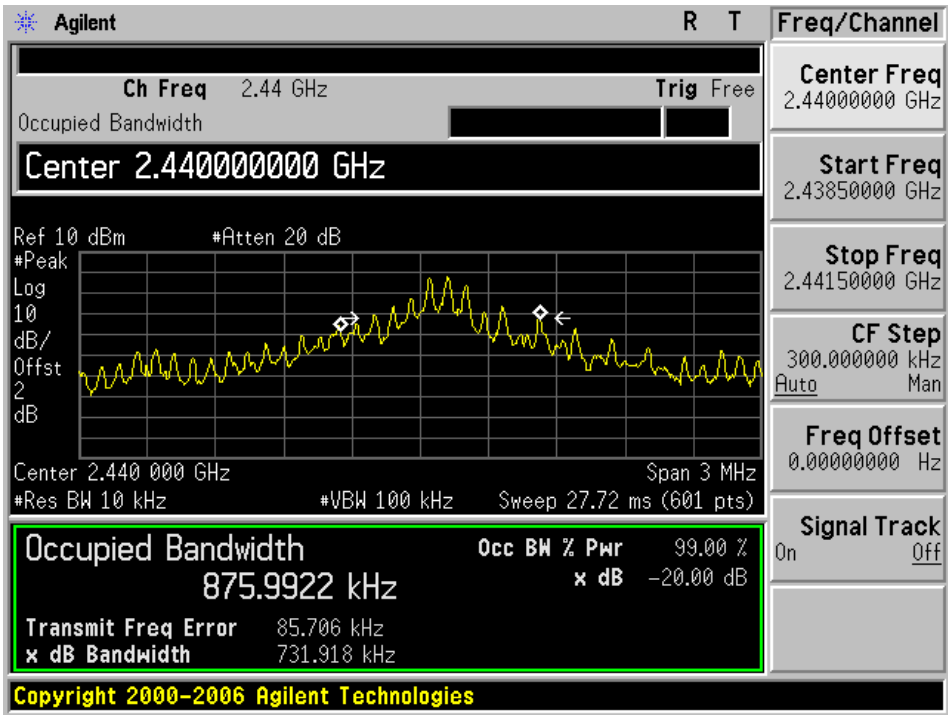 Agilent R T
Ch Freq 2.44 GHz Trig Free
Occupied Bandwidth
Center 2.440000000 GHz
Ref 10 dBm #Atten 20 dB
#Peak
Log
10
dB/
Offst
2
dB
Center 2.440 000 GHz Span 3 MHz
#Res BW 10 kHz #VBW 100 kHz Sweep 27.72 ms (601 pts)
Occupied Bandwidth Occ BW % Pwr 99.00 %
875.9922 kHz x dB -20.00 dB
Transmit Freq Error 85.706 kHz
x dB Bandwidth 731.918 kHz
Copyright 2000-2006 Agilent Technologies
Freq/Channel
Center Freq
2.44000000 GHz
Start Freq
2.43850000 GHz
Stop Freq
2.44150000 GHz
CF Step
300.000000 kHz
Auto Man
Freq Offset
0.00000000 Hz
Signal Track
On Off